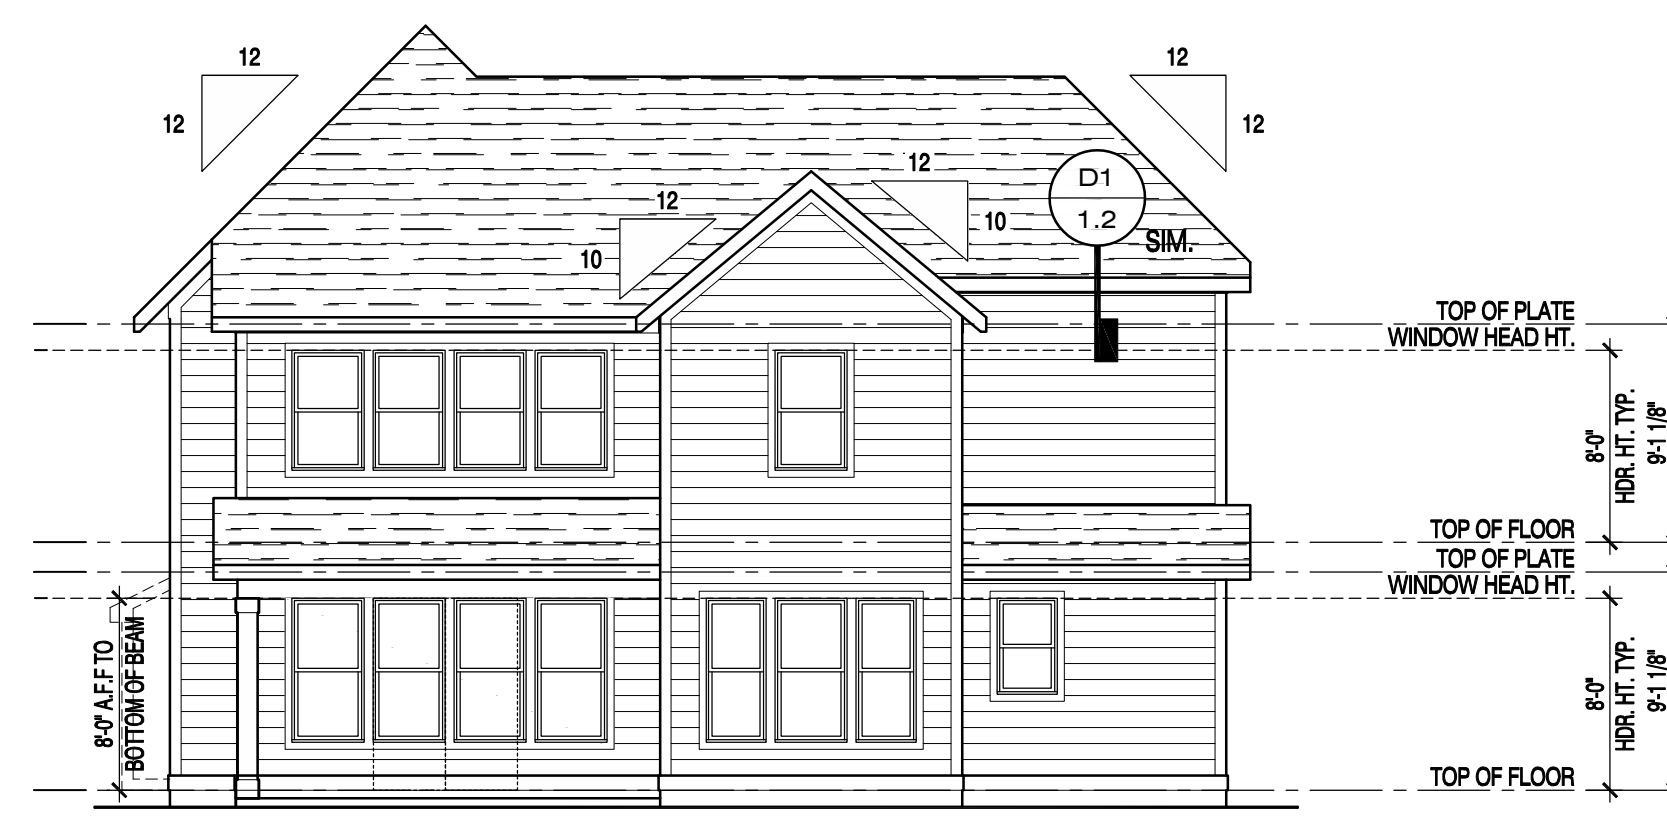 12
12
12
12
12
10
12
10
D1
1.2
SIM.
TOP OF PLATE
WINDOW HEAD HT.
8'-0"
HDR. HT. TYP.
9'-1 1/8"
TOP OF FLOOR
TOP OF PLATE
WINDOW HEAD HT.
8'-0" A.F.F TO
BOTTOM OF BEAM
8'-0"
HDR. HT. TYP.
9'-1 1/8"
TOP OF FLOOR